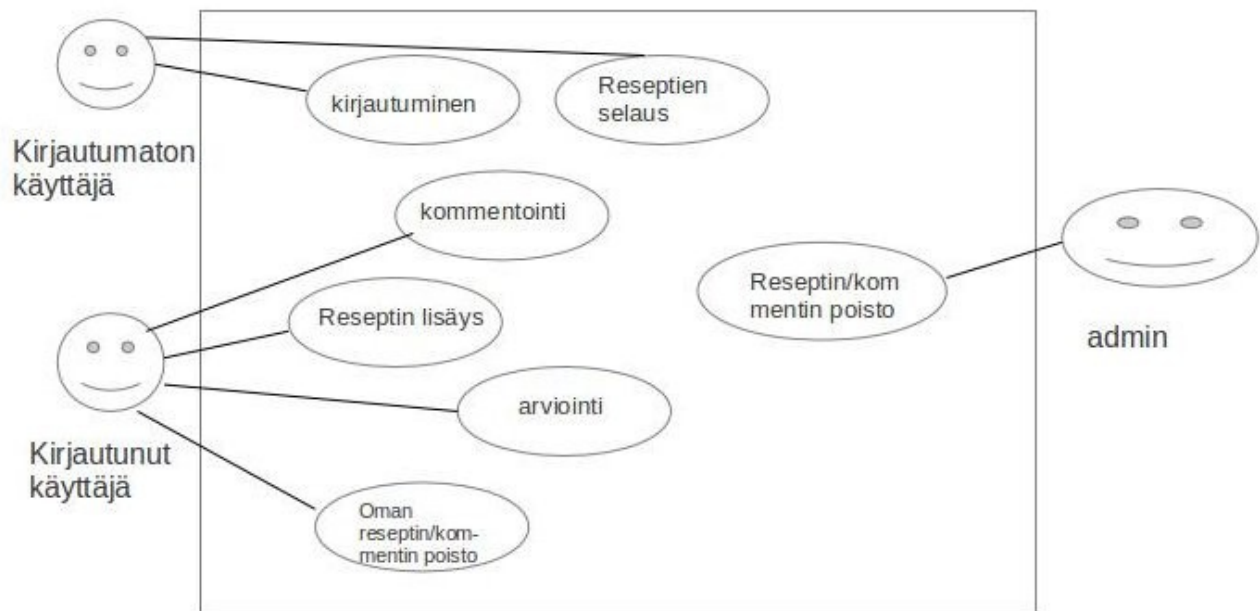 kirjautuminen
Reseptien
selaus
Kirjautumaton
käyttäjä
kommentointi
Reseptin/kom
mentin poisto
Reseptin lisäys
admin
arviointi
Kirjautunut
käyttäjä
Oman
reseptin/kom-
mentin poisto